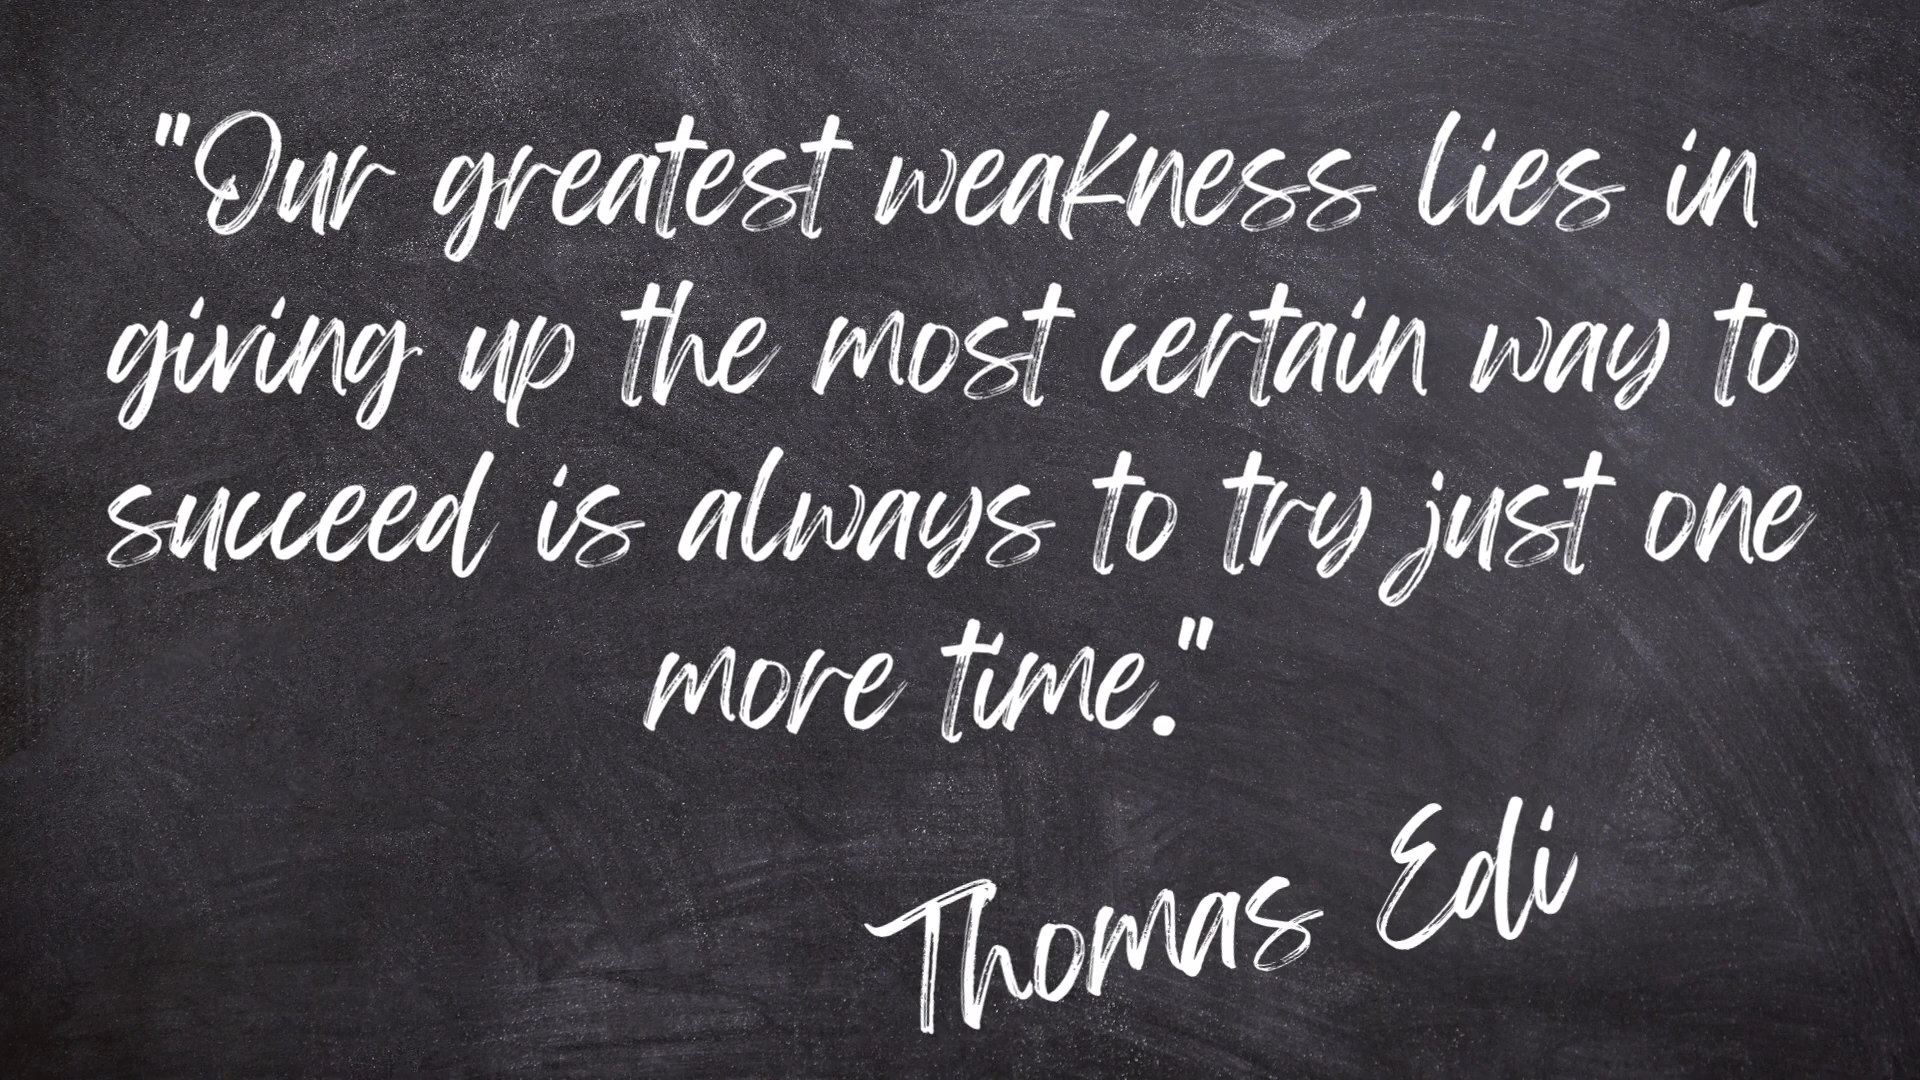 "Our greatest weakness lies in
giving up the most certain way to
succeed is always to try just one
more time."
Thomas Edi